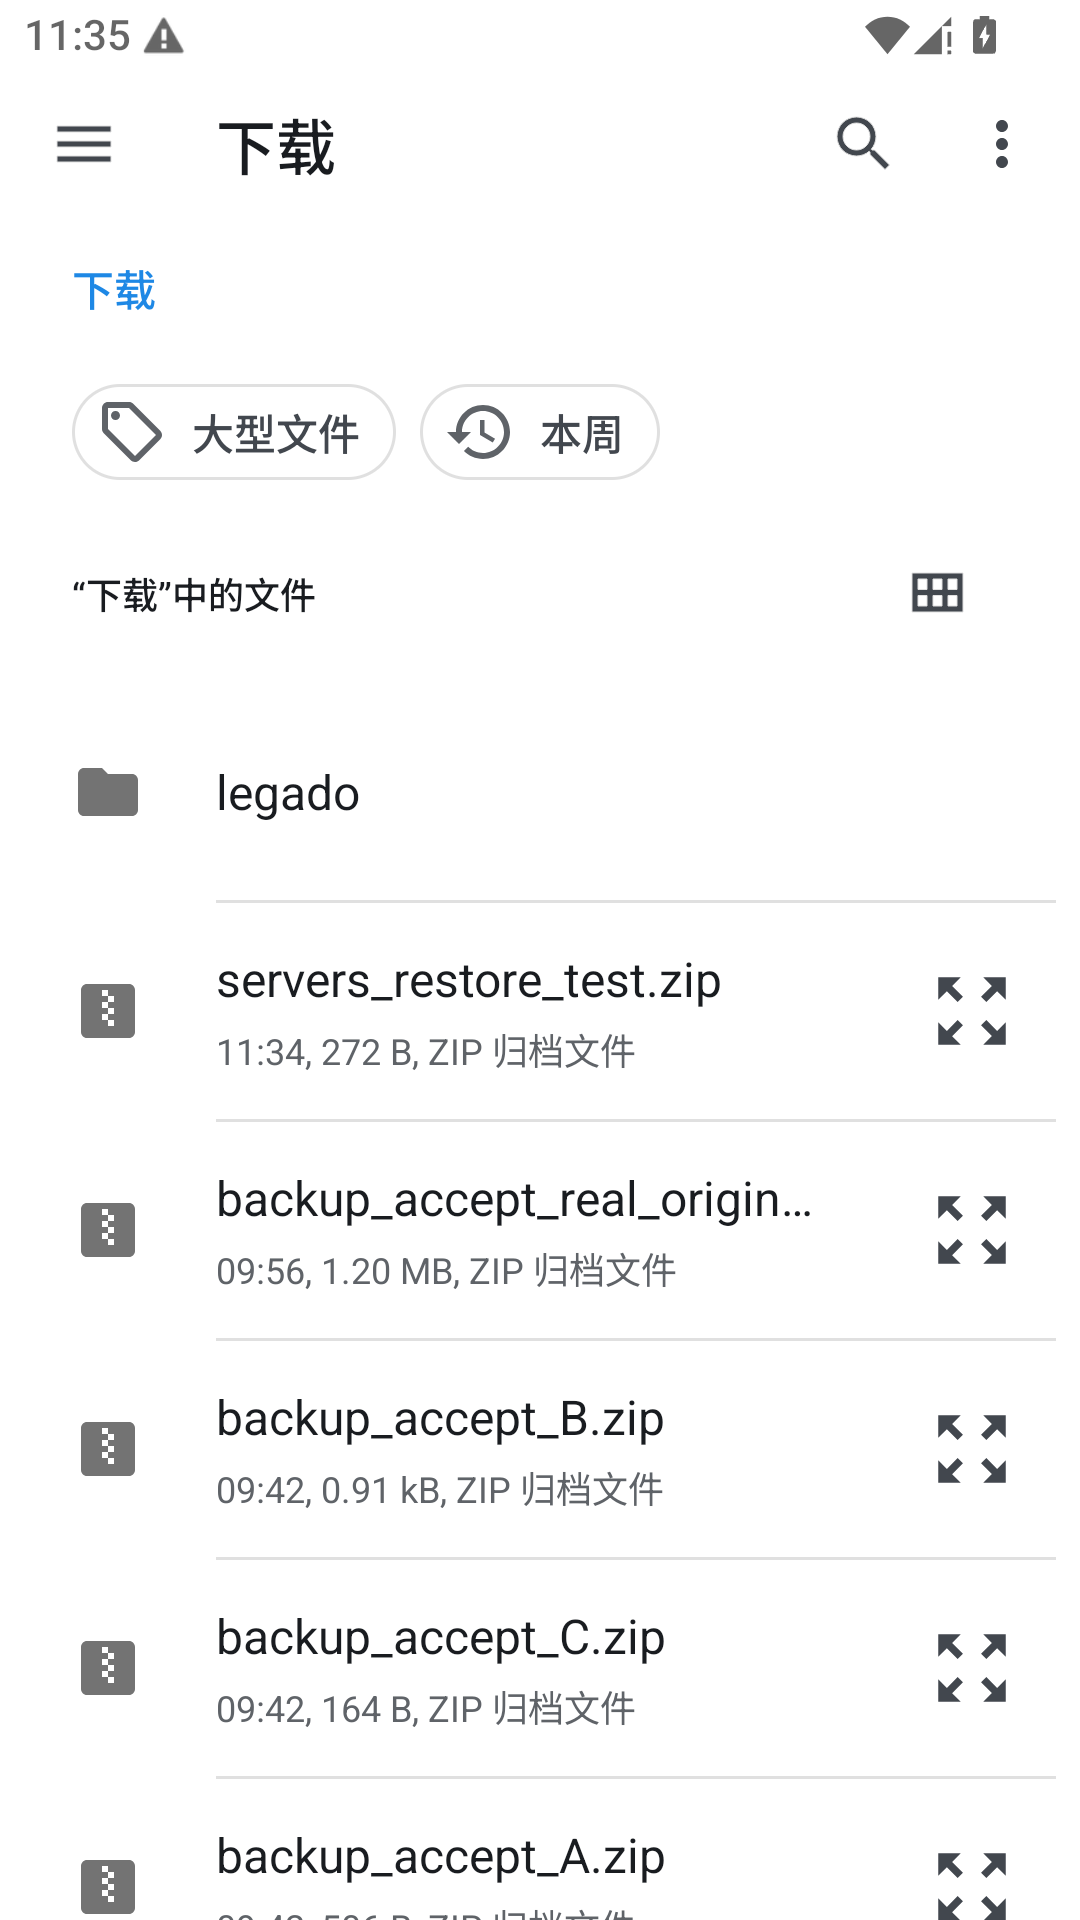 11:35
下载
下载
大型文件 本周
“下载”中的文件
legado
servers_restore_test.zip
11:34, 272 B, ZIP 归档文件
backup_accept_real_origin...
09:56, 1.20 MB, ZIP 归档文件
backup_accept_B.zip
09:42, 0.91 kB, ZIP 归档文件
backup_accept_C.zip
09:42, 164 B, ZIP 归档文件
backup_accept_A.zip